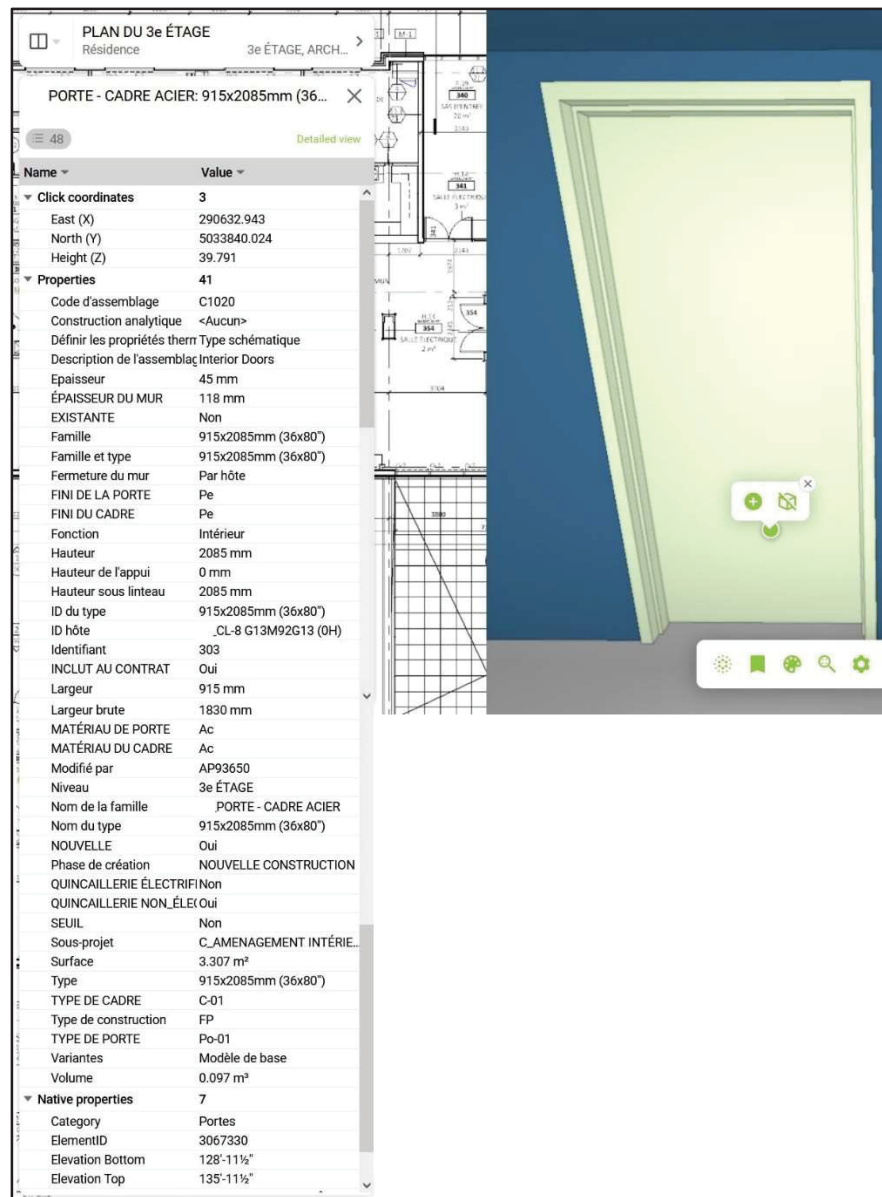 PLAN DU 3e ÉTAGE
Résidence 3e ÉTAGE, ARCH...
PORTE - CADRE ACIER: 915x2085mm (36...
48 Detailed view
Name Value
Click coordinates 3
East (X) 290632.943
North (Y) 5033840.024
Height (Z) 39.791
Properties 41
Code d'assemblage C1020
Construction analytique <Aucun>
Définir les propriétés therm Type schématique
Description de l'assemblag Interior Doors
Epaisseur 45 mm
ÉPAISSEUR DU MUR 118 mm
EXISTANTE Non
Famille 915x2085mm (36x80")
Famille et type 915x2085mm (36x80")
Fermeture du mur Par hôte
FINI DE LA PORTE Pe
FINI DU CADRE Pe
Fonction Intérieur
Hauteur 2085 mm
Hauteur de l'appui 0 mm
Hauteur sous linteau 2085 mm
ID du type 915x2085mm (36x80")
ID hôte _CL-8 G13M92G13 (0H)
Identifiant 303
INCLUT AU CONTRAT Oui
Largeur 915 mm
Largeur brute 1830 mm
MATÉRIAU DE PORTE Ac
MATÉRIAU DU CADRE Ac
Modifié par AP93650
Niveau 3e ÉTAGE
Nom de la famille PORTE - CADRE ACIER
Nom du type 915x2085mm (36x80")
NOUVELLE Oui
Phase de création NOUVELLE CONSTRUCTION
QUINCAILLERIE ÉLECTRIFI Non
QUINCAILLERIE NON_ÉLEC Oui
SEUIL Non
Sous-projet C_AMENAGEMENT INTÉRIE...
Surface 3.307 m²
Type 915x2085mm (36x80")
TYPE DE CADRE C-01
Type de construction FP
TYPE DE PORTE Po-01
Variantes Modèle de base
Volume 0.097 m³
Native properties 7
Category Portes
ElementID 3067330
Elevation Bottom 128'-11½"
Elevation Top 135'-11½"
M-1
340
341
341
354
354